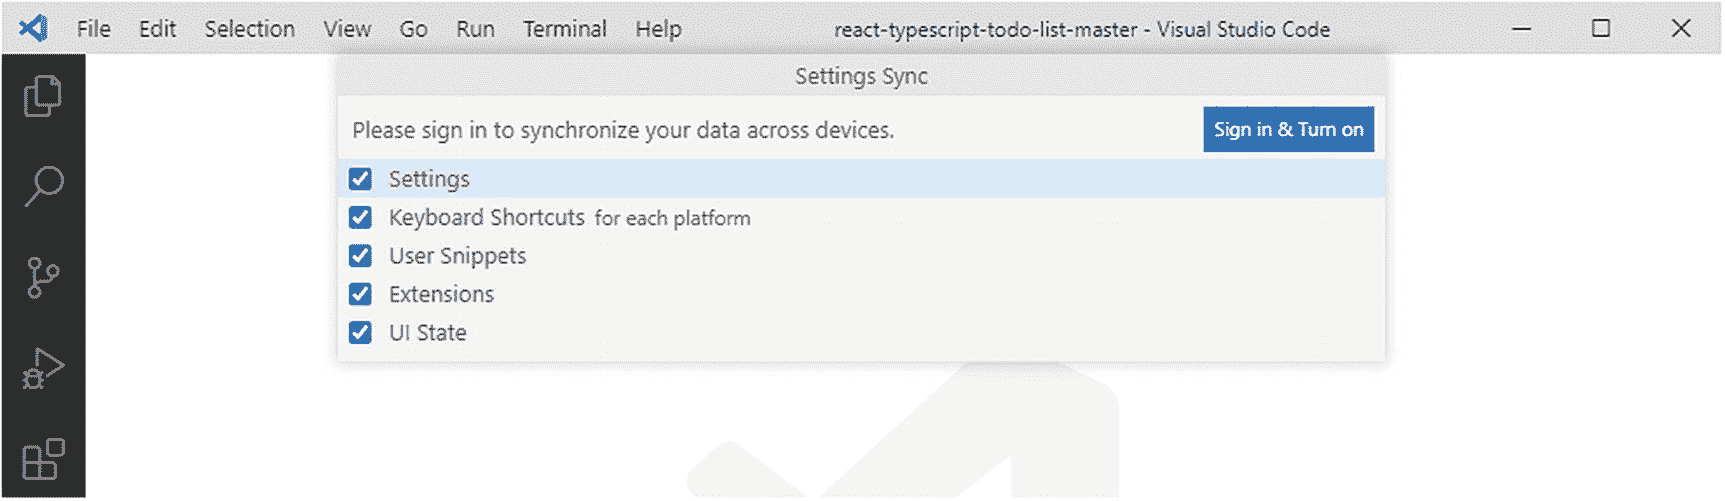 File Edit Selection View Go Run Terminal Help react-typescript-todo-list-master - Visual Studio Code
Settings Sync
Please sign in to synchronize your data across devices. Sign in & Turn on
Settings
Keyboard Shortcuts for each platform
User Snippets
Extensions
UI State